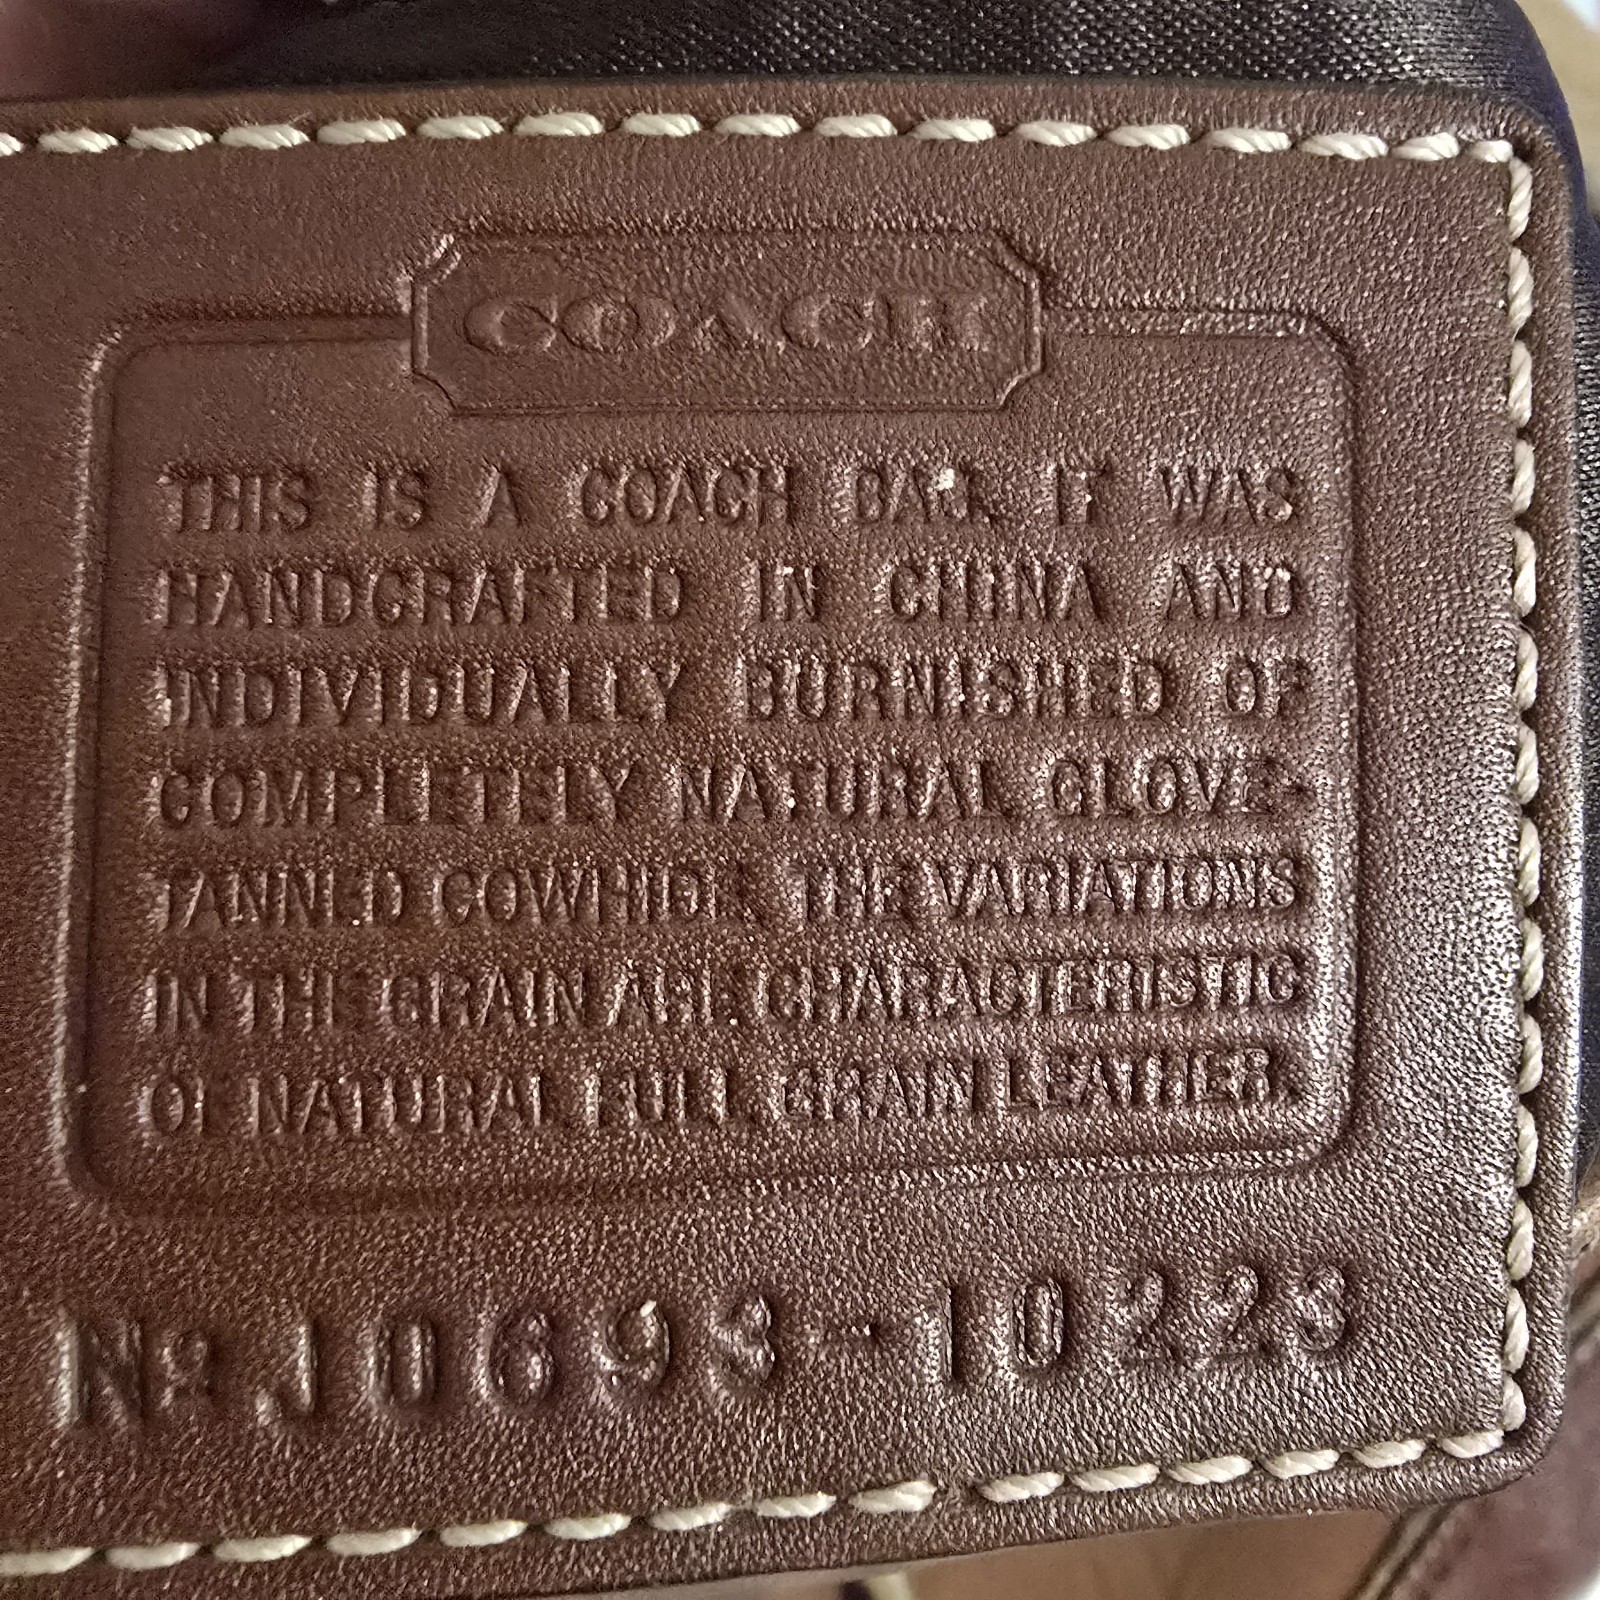 COACH
THIS IS A COACH BAG. IT WAS
HANDCRAFTED IN CHINA AND
INDIVIDUALLY BURNISHED OF
COMPLETELY NATURAL GLOVE-
TANNED COWHIDE. THE VARIATIONS
IN THE GRAIN ARE CHARACTERISTIC
OF NATURAL FULL GRAIN LEATHER.
No J0693-10223